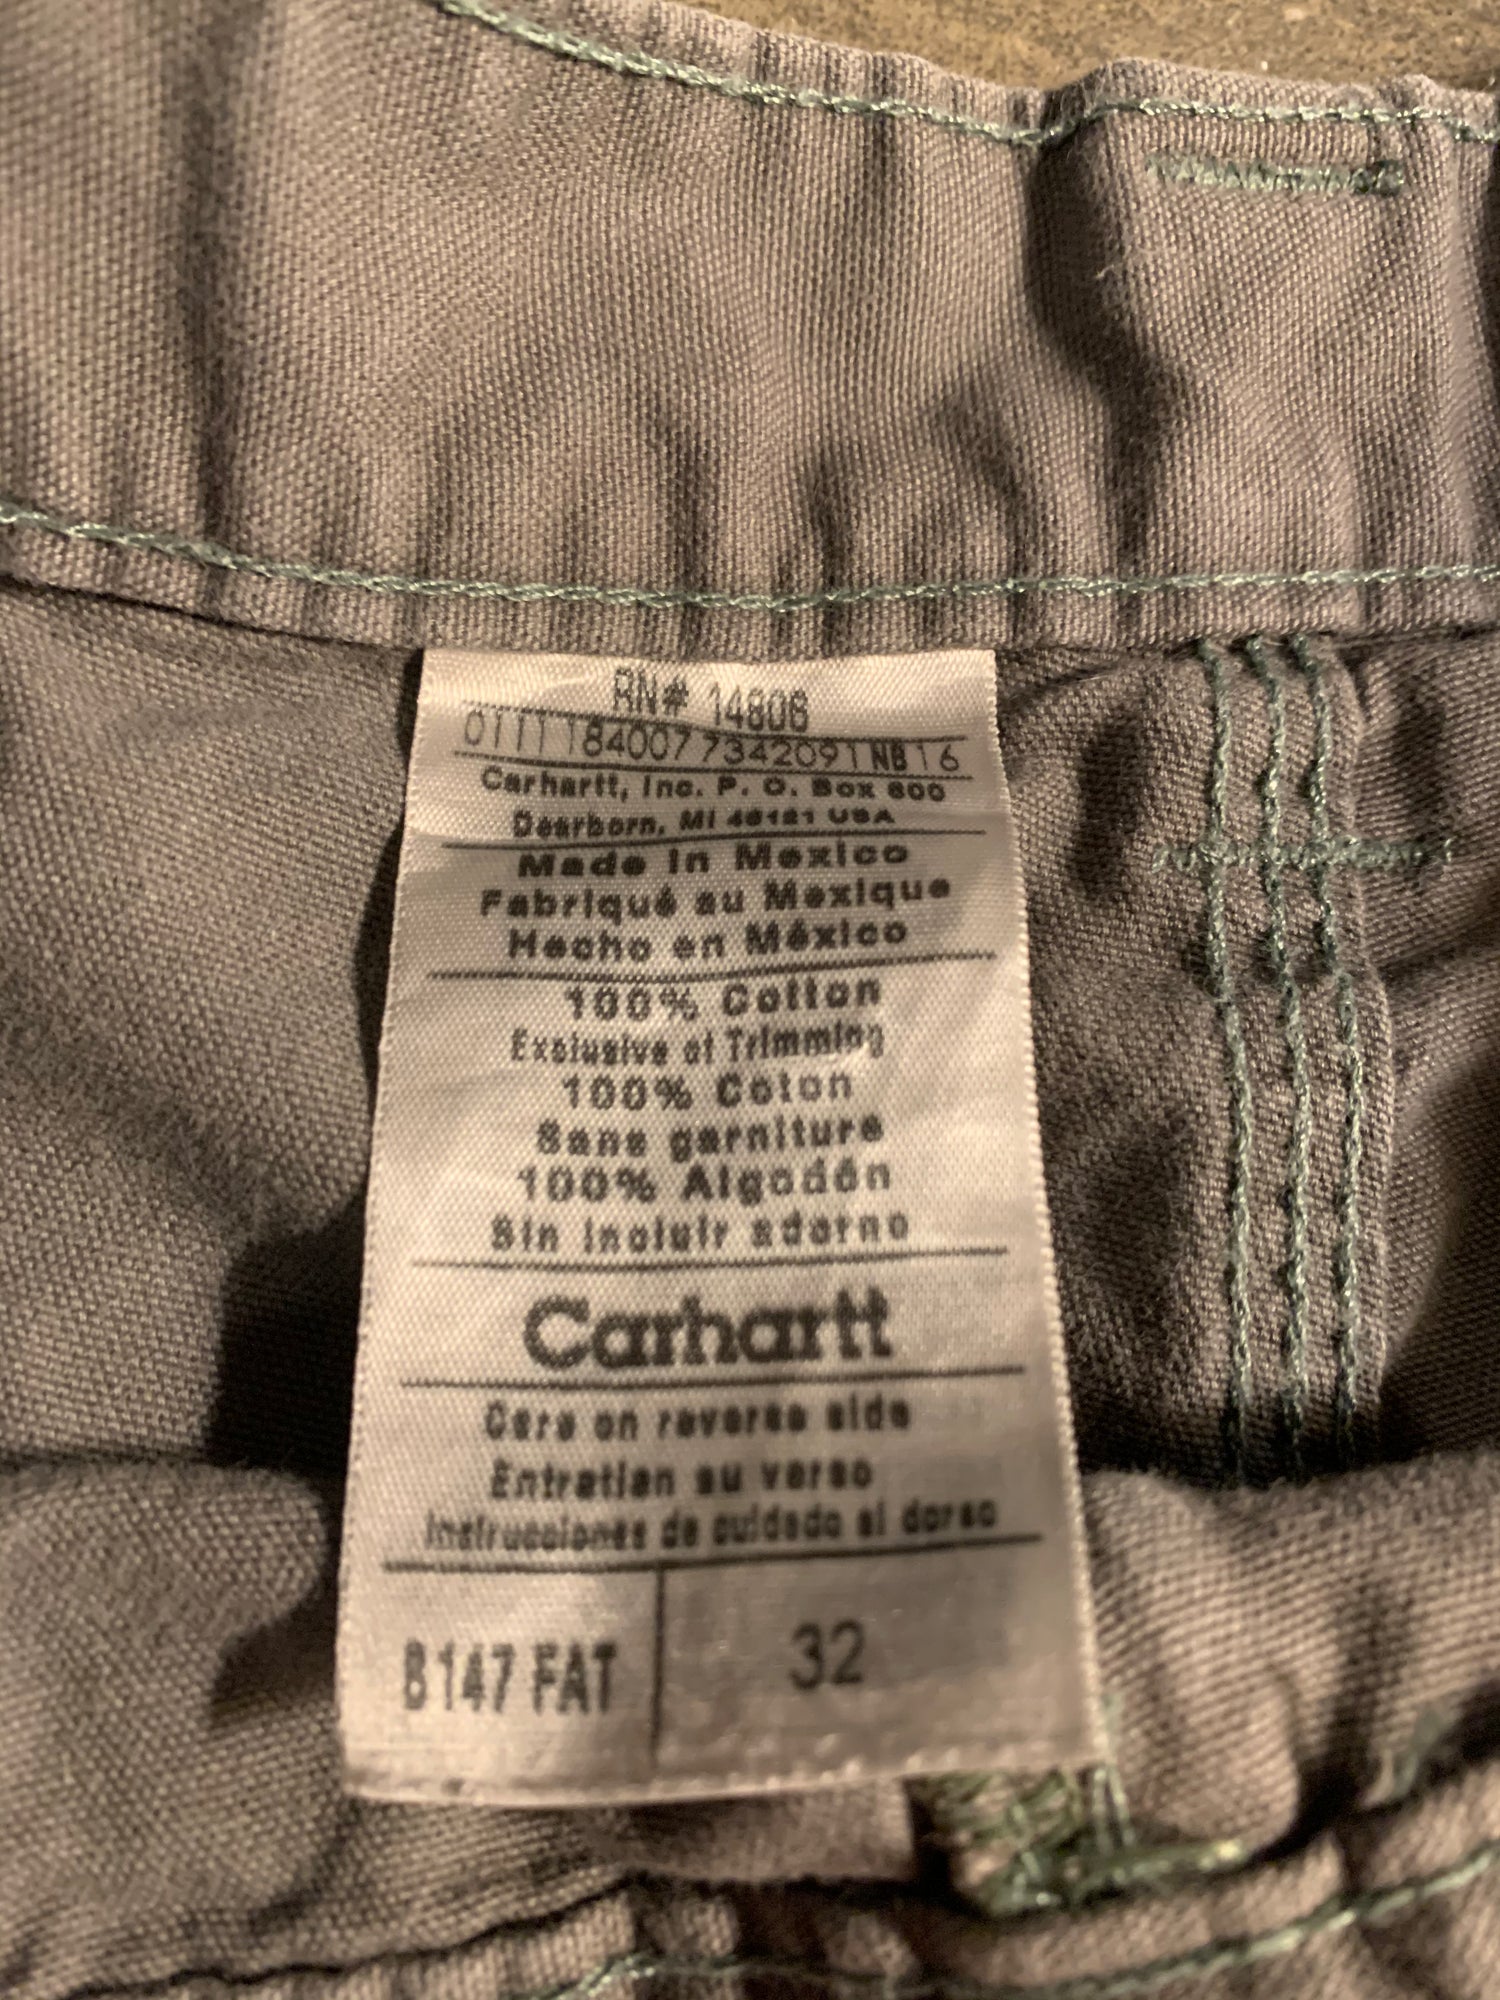 RN# 14806
01111840077342091NB16
Carhartt, Inc. P. O. Box 600
Dearborn, MI 48121 USA
Made in Mexico
Fabriqué au Mexique
Hecho en México
100% Cotton
Exclusive of Trimming
100% Coton
Sans garniture
100% Algodón
Sin incluir adorno
Carhartt
Care on reverse side
Entretien au verso
Instrucciones de cuidado al dorso
B147 FAT
32